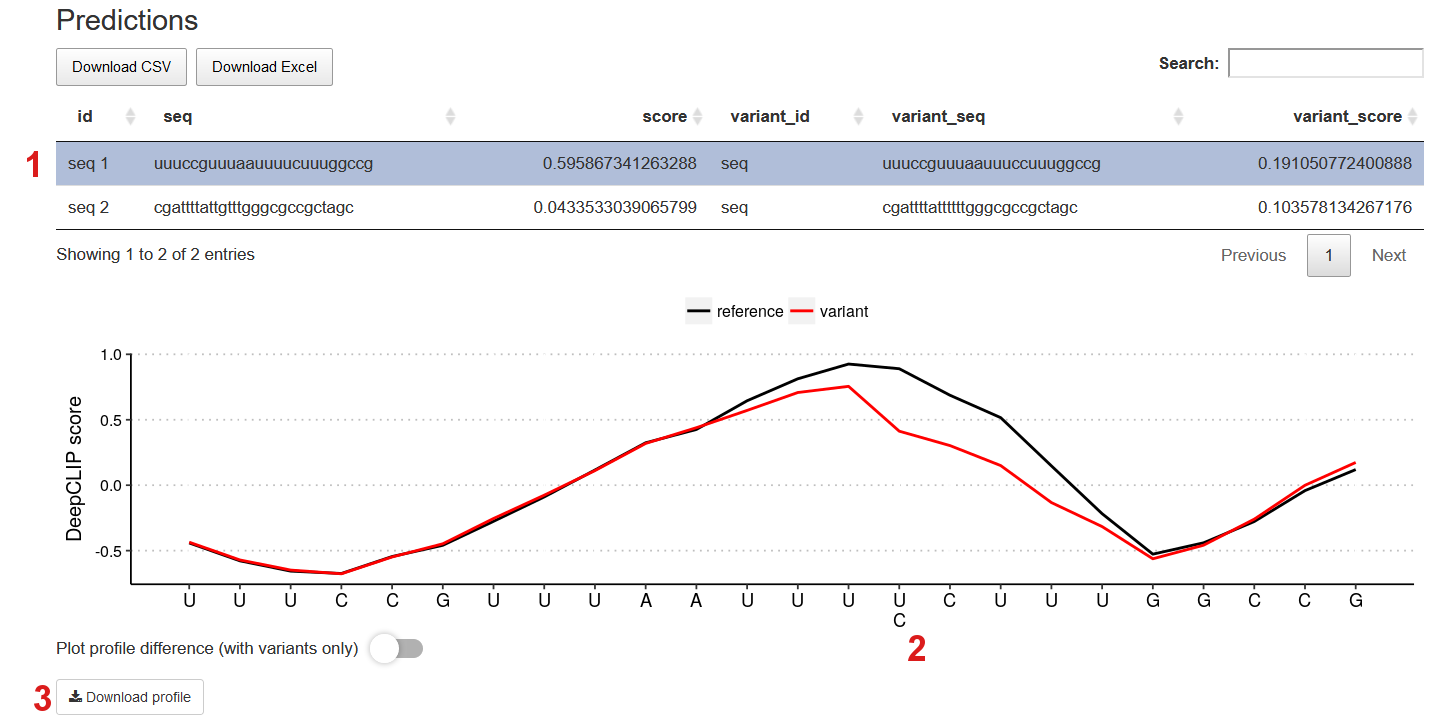 Predictions
Download CSV Download Excel Search:
id seq score variant_id variant_seq variant_score
1 seq 1 uuuccguuuaauuuucuuuggccg 0.595867341263288 seq uuuccguuuaauuuccuuuggccg 0.191050772400888
seq 2 cgattttattgtttgggcgccgctagc 0.0433533039065799 seq cgattttattttttgggcgccgctagc 0.103578134267176
Showing 1 to 2 of 2 entries Previous 1 Next
reference variant
1.0
0.5
0.0
-0.5
DeepCLIP score
U U U C C G U U U A A U U U U C U U U G G C C G
C
2
Plot profile difference (with variants only)
3 Download profile